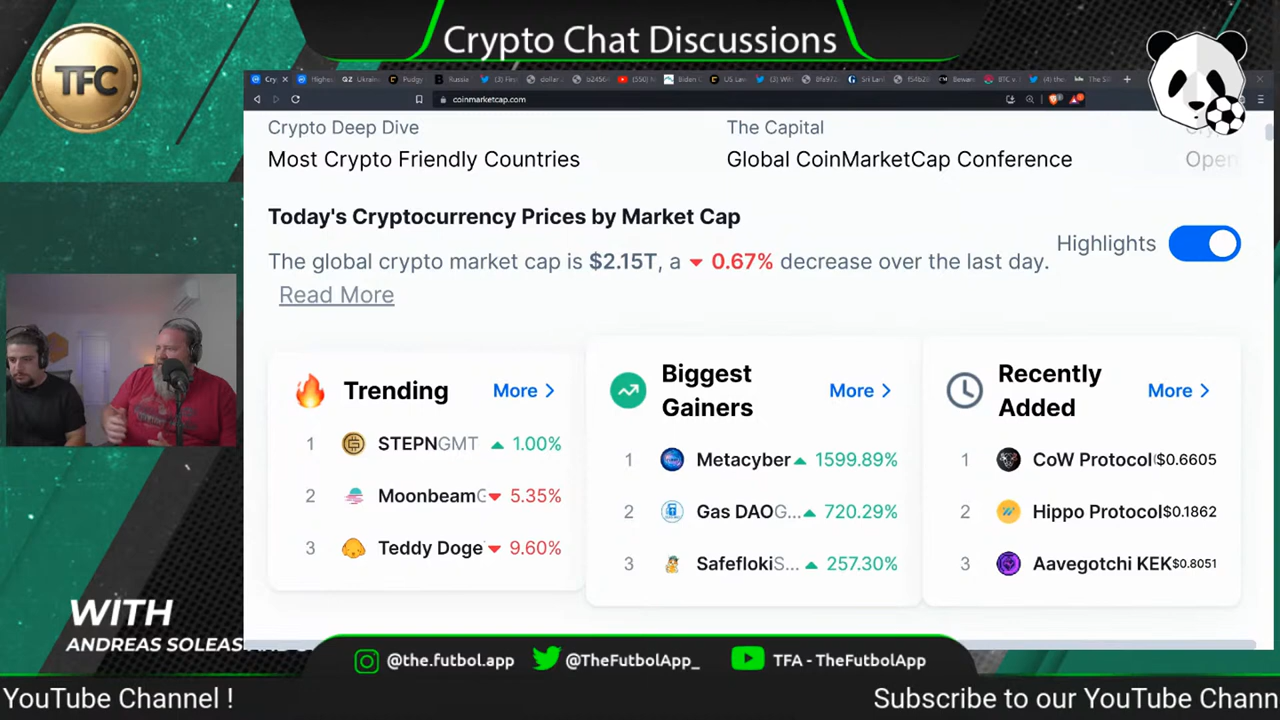 Crypto Chat Discussions
TFC
coinmarketcap.com
Crypto Deep Dive
The Capital
Most Crypto Friendly Countries
Global CoinMarketCap Conference
Open
Today's Cryptocurrency Prices by Market Cap
Highlights
The global crypto market cap is $2.15T, a ▼ 0.67% decrease over the last day.
Read More
Trending More >
1 STEPN GMT ▲ 1.00%
2 Moonbeam ▼ 5.35%
3 Teddy Doge ▼ 9.60%
Biggest Gainers More >
1 Metacyber ▲ 1599.89%
2 Gas DAO G... ▲ 720.29%
3 Safefloki S... ▲ 257.30%
Recently Added More >
1 CoW Protocol $0.6605
2 Hippo Protocol $0.1862
3 Aavegotchi KEK $0.8051
WITH
ANDREAS SOLEAS
@the.futbol.app
@TheFutbolApp_
TFA - TheFutbolApp
YouTube Channel !
Subscribe to our YouTube Chann